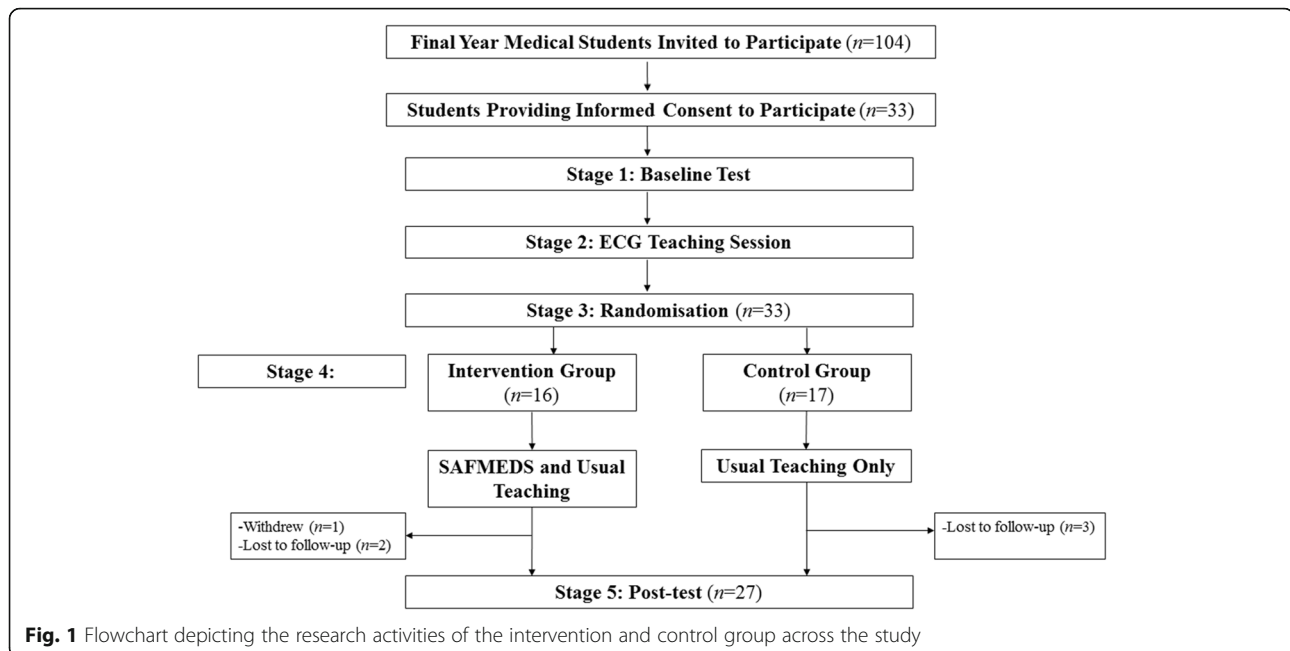 Final Year Medical Students Invited to Participate (n=104)
Students Providing Informed Consent to Participate (n=33)
Stage 1: Baseline Test
Stage 2: ECG Teaching Session
Stage 3: Randomisation (n=33)
Stage 4:
Intervention Group
(n=16)
Control Group
(n=17)
SAFMEDS and Usual
Teaching
Usual Teaching Only
-Withdrew (n=1)
-Lost to follow-up (n=2)
-Lost to follow-up (n=3)
Stage 5: Post-test (n=27)
Fig. 1 Flowchart depicting the research activities of the intervention and control group across the study